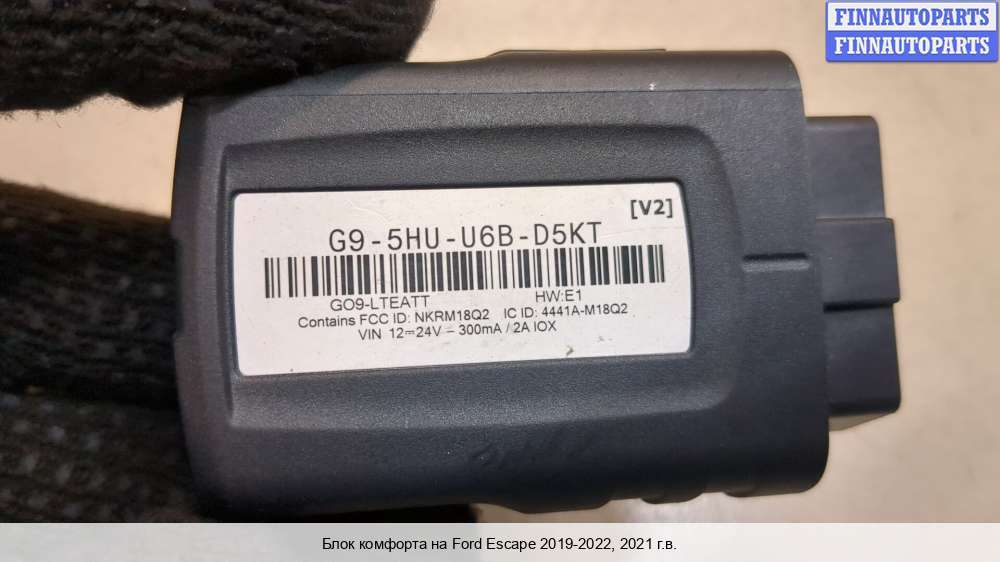 FINNAUTOPARTS
FINNAUTOPARTS
[V2]
G9-5HU-U6B-D5KT
GO9-LTEATT HW:E1
Contains FCC ID: NKRM18Q2 IC ID: 4441A-M18Q2
VIN 12⎓24V – 300mA / 2A IOX
Блок комфорта на Ford Escape 2019-2022, 2021 г.в.